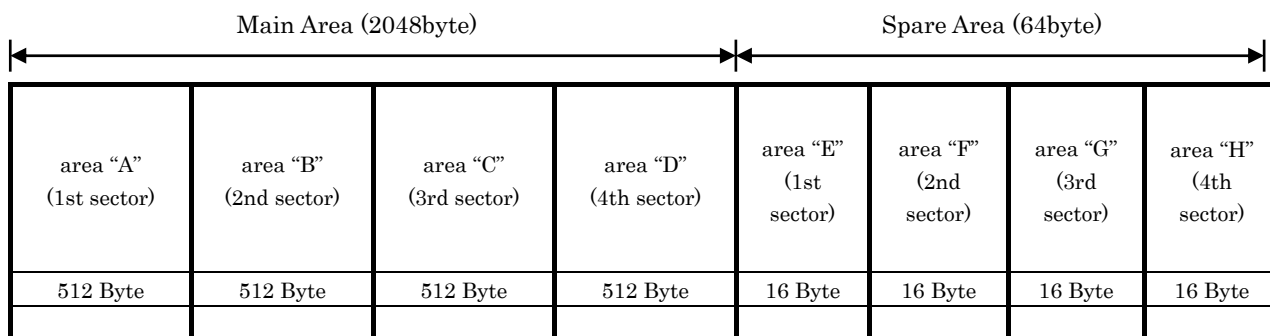 Main Area (2048byte)
Spare Area (64byte)
area “A”
(1st sector)
area “B”
(2nd sector)
area “C”
(3rd sector)
area “D”
(4th sector)
area “E”
(1st
sector)
area “F”
(2nd
sector)
area “G”
(3rd
sector)
area “H”
(4th
sector)
512 Byte
512 Byte
512 Byte
512 Byte
16 Byte
16 Byte
16 Byte
16 Byte